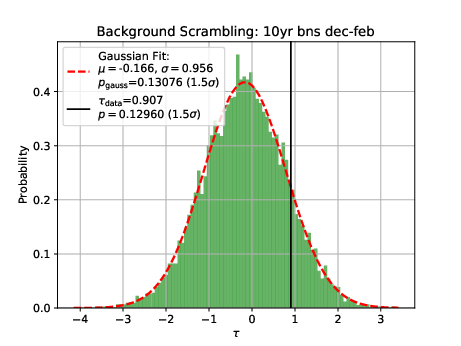 Background Scrambling: 10yr bns dec-feb
Gaussian Fit:
μ = -0.166, σ = 0.956
p_gauss=0.13076 (1.5σ)
τ_data=0.907
p = 0.12960 (1.5σ)
Probability
0.4
0.3
0.2
0.1
0.0
−4 −3 −2 −1 0 1 2 3
τ